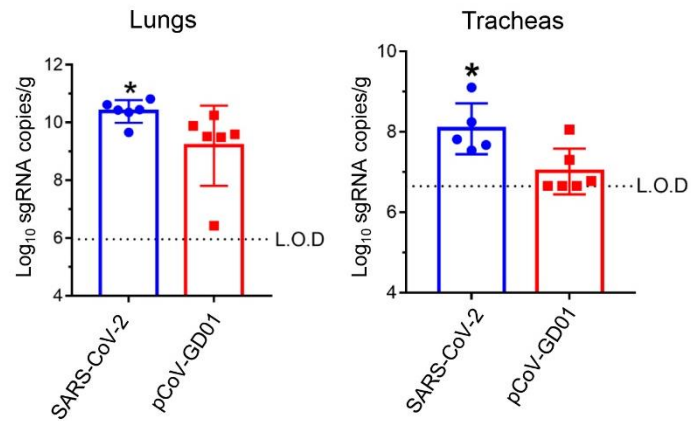 Lungs
Log10 sgRNA copies/g
12
10
8
6
4
*
L.O.D
SARS-CoV-2
pCoV-GD01
Tracheas
Log10 sgRNA copies/g
10
8
6
4
*
L.O.D
SARS-CoV-2
pCoV-GD01